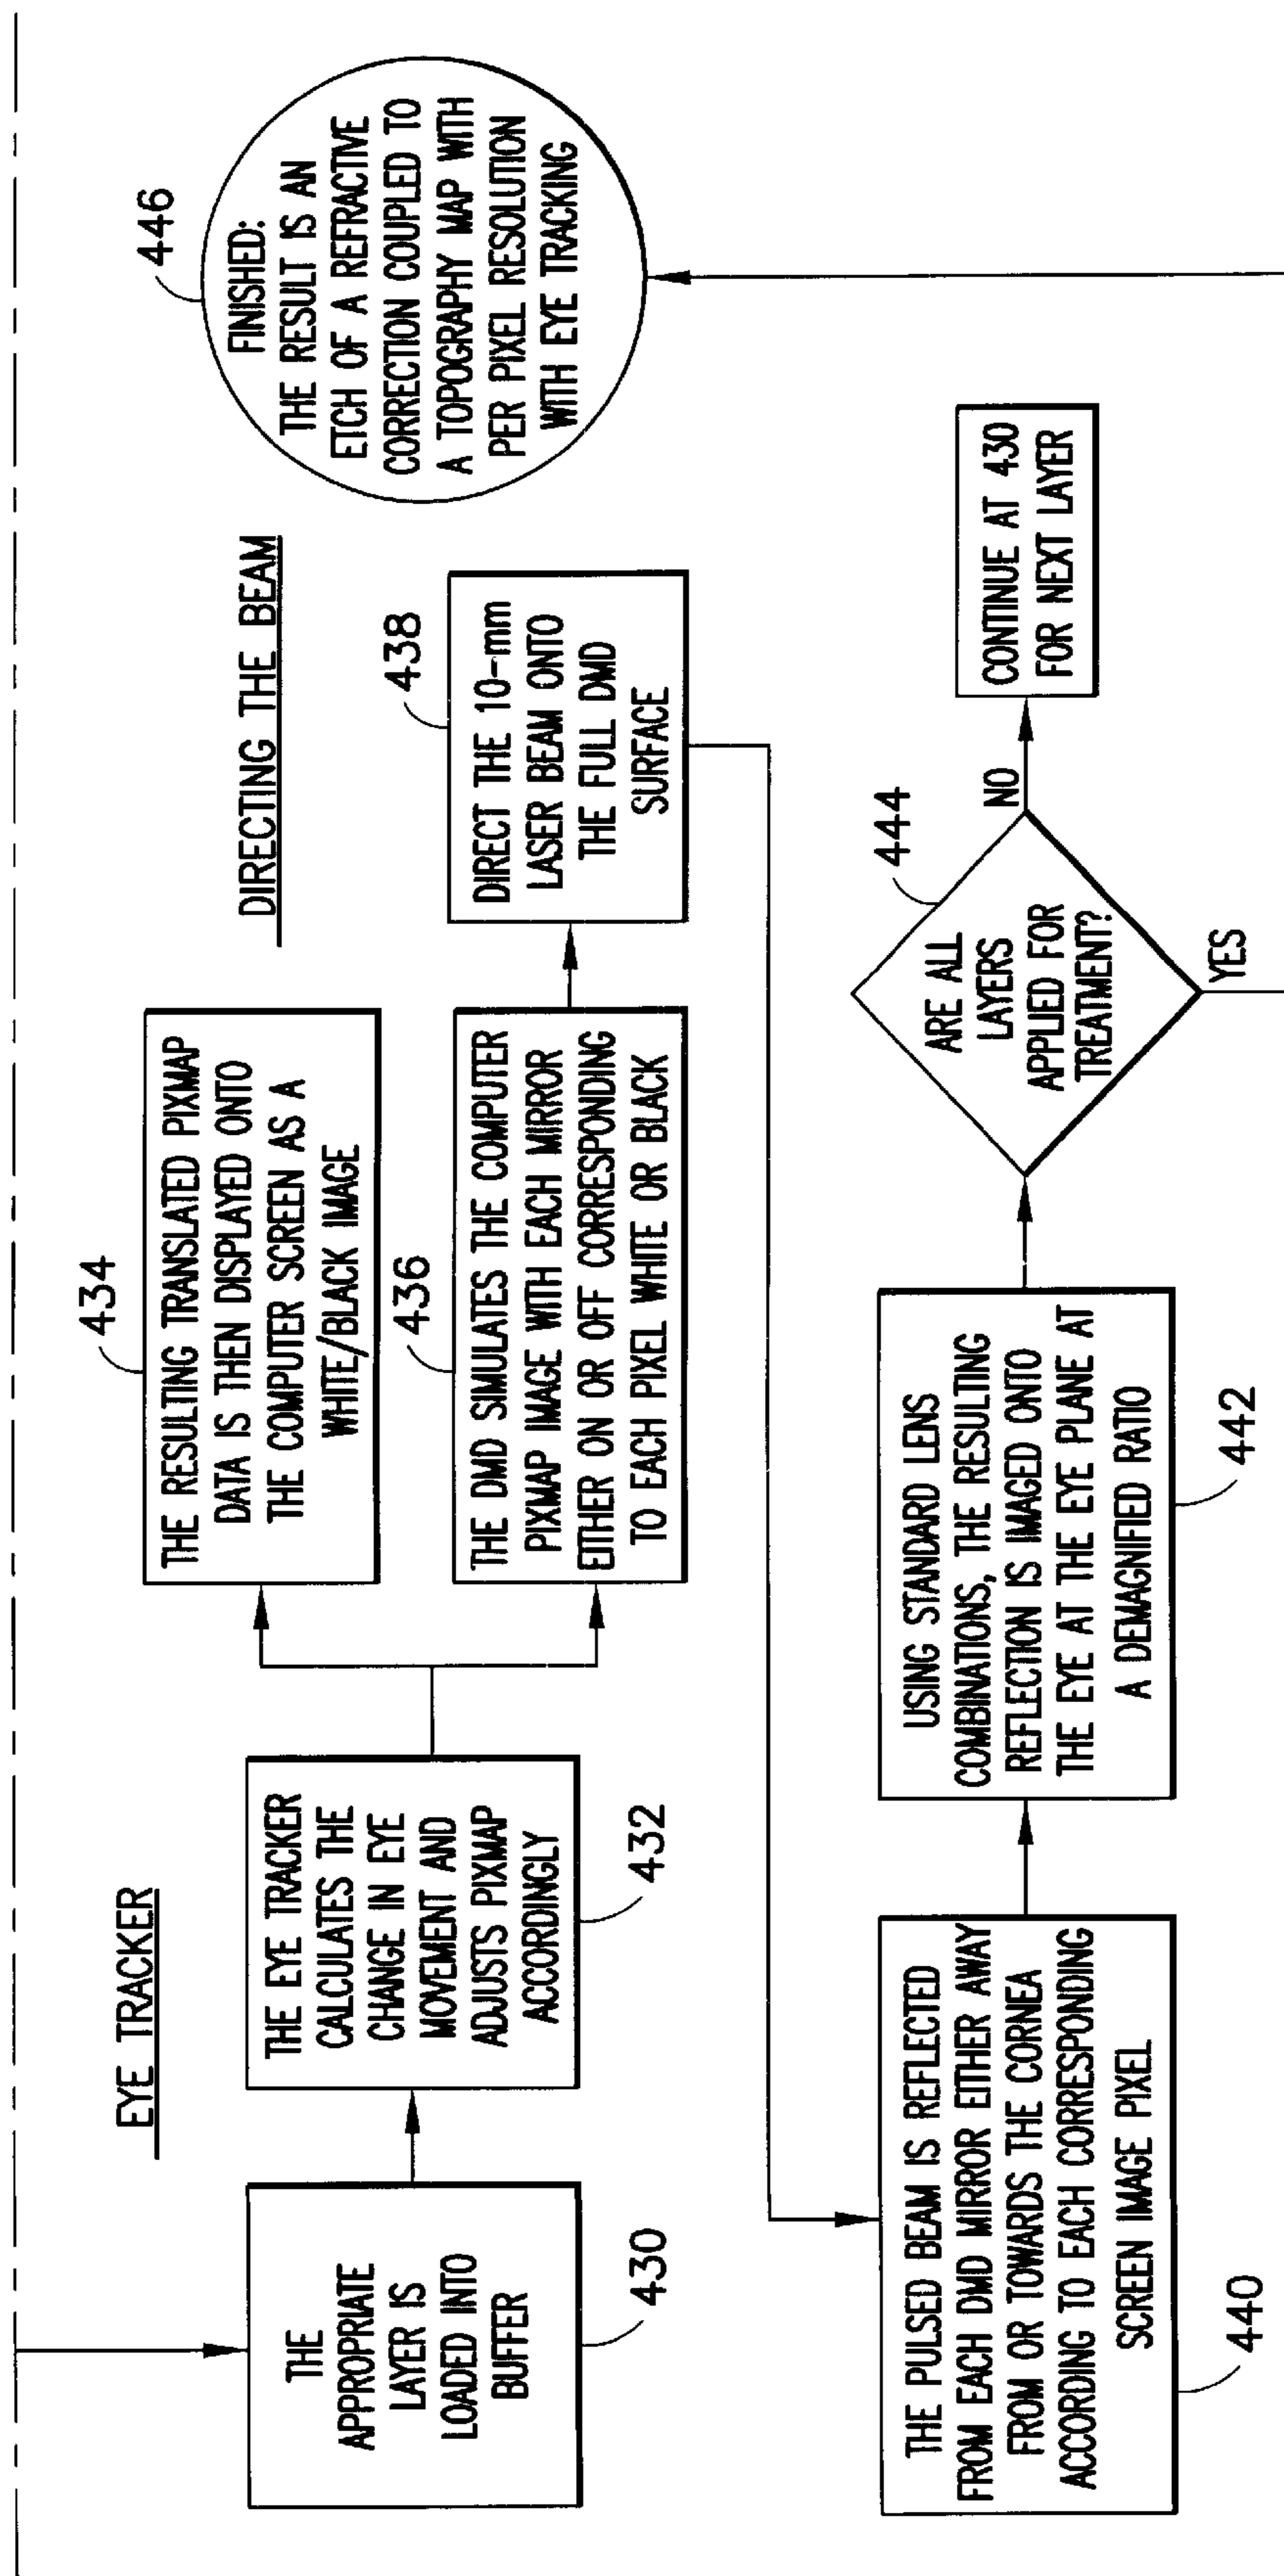 EYE TRACKER
THE
APPROPRIATE
LAYER IS
LOADED INTO
BUFFER
430
THE EYE TRACKER
CALCULATES THE
CHANGE IN EYE
MOVEMENT AND
ADJUSTS PIXMAP
ACCORDINGLY
432
434
THE RESULTING TRANSLATED PIXMAP
DATA IS THEN DISPLAYED ONTO
THE COMPUTER SCREEN AS A
WHITE/BLACK IMAGE
436
THE DMD SIMULATES THE COMPUTER
PIXMAP IMAGE WITH EACH MIRROR
EITHER ON OR OFF CORRESPONDING
TO EACH PIXEL WHITE OR BLACK
DIRECTING THE BEAM
438
DIRECT THE 10-mm
LASER BEAM ONTO
THE FULL DMD
SURFACE
446
FINISHED:
THE RESULT IS AN
ETCH OF A REFRACTIVE
CORRECTION COUPLED TO
A TOPOGRAPHY MAP WITH
PER PIXEL RESOLUTION
WITH EYE TRACKING
THE PULSED BEAM IS REFLECTED
FROM EACH DMD MIRROR EITHER AWAY
FROM OR TOWARDS THE CORNEA
ACCORDING TO EACH CORRESPONDING
SCREEN IMAGE PIXEL
440
USING STANDARD LENS
COMBINATIONS, THE RESULTING
REFLECTION IS IMAGED ONTO
THE EYE AT THE EYE PLANE AT
A DEMAGNIFIED RATIO
442
444
ARE ALL
LAYERS
APPLIED FOR
TREATMENT?
NO
YES
CONTINUE AT 430
FOR NEXT LAYER